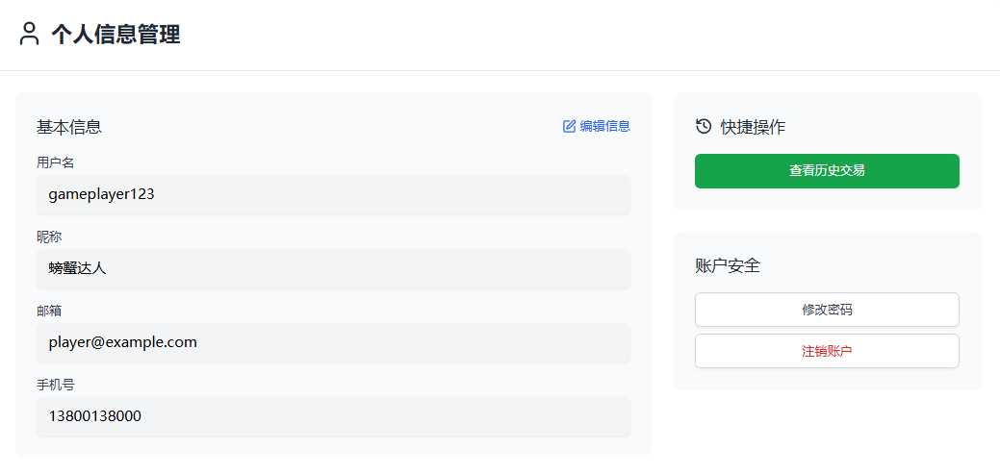 个人信息管理
基本信息
编辑信息
用户名
gameplayer123
昵称
螃蟹达人
邮箱
player@example.com
手机号
13800138000
快捷操作
查看历史交易
账户安全
修改密码
注销账户